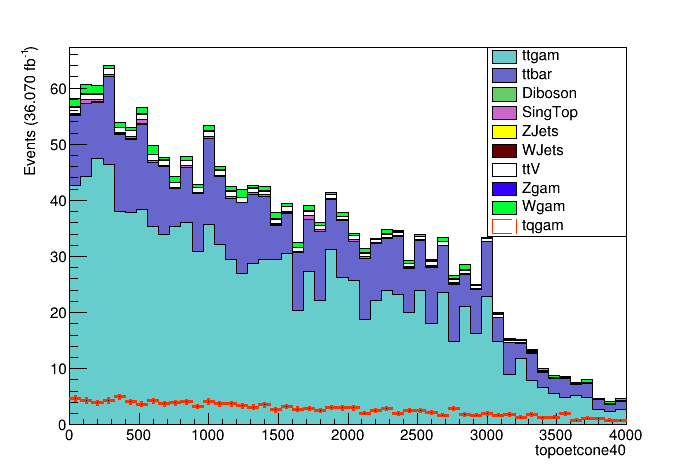 Events (36.070 fb⁻¹)
60
50
40
30
20
10
0
0 500 1000 1500 2000 2500 3000 3500 4000
topoetcone40
ttgam
ttbar
Diboson
SingTop
ZJets
WJets
ttV
Zgam
Wgam
tqgam